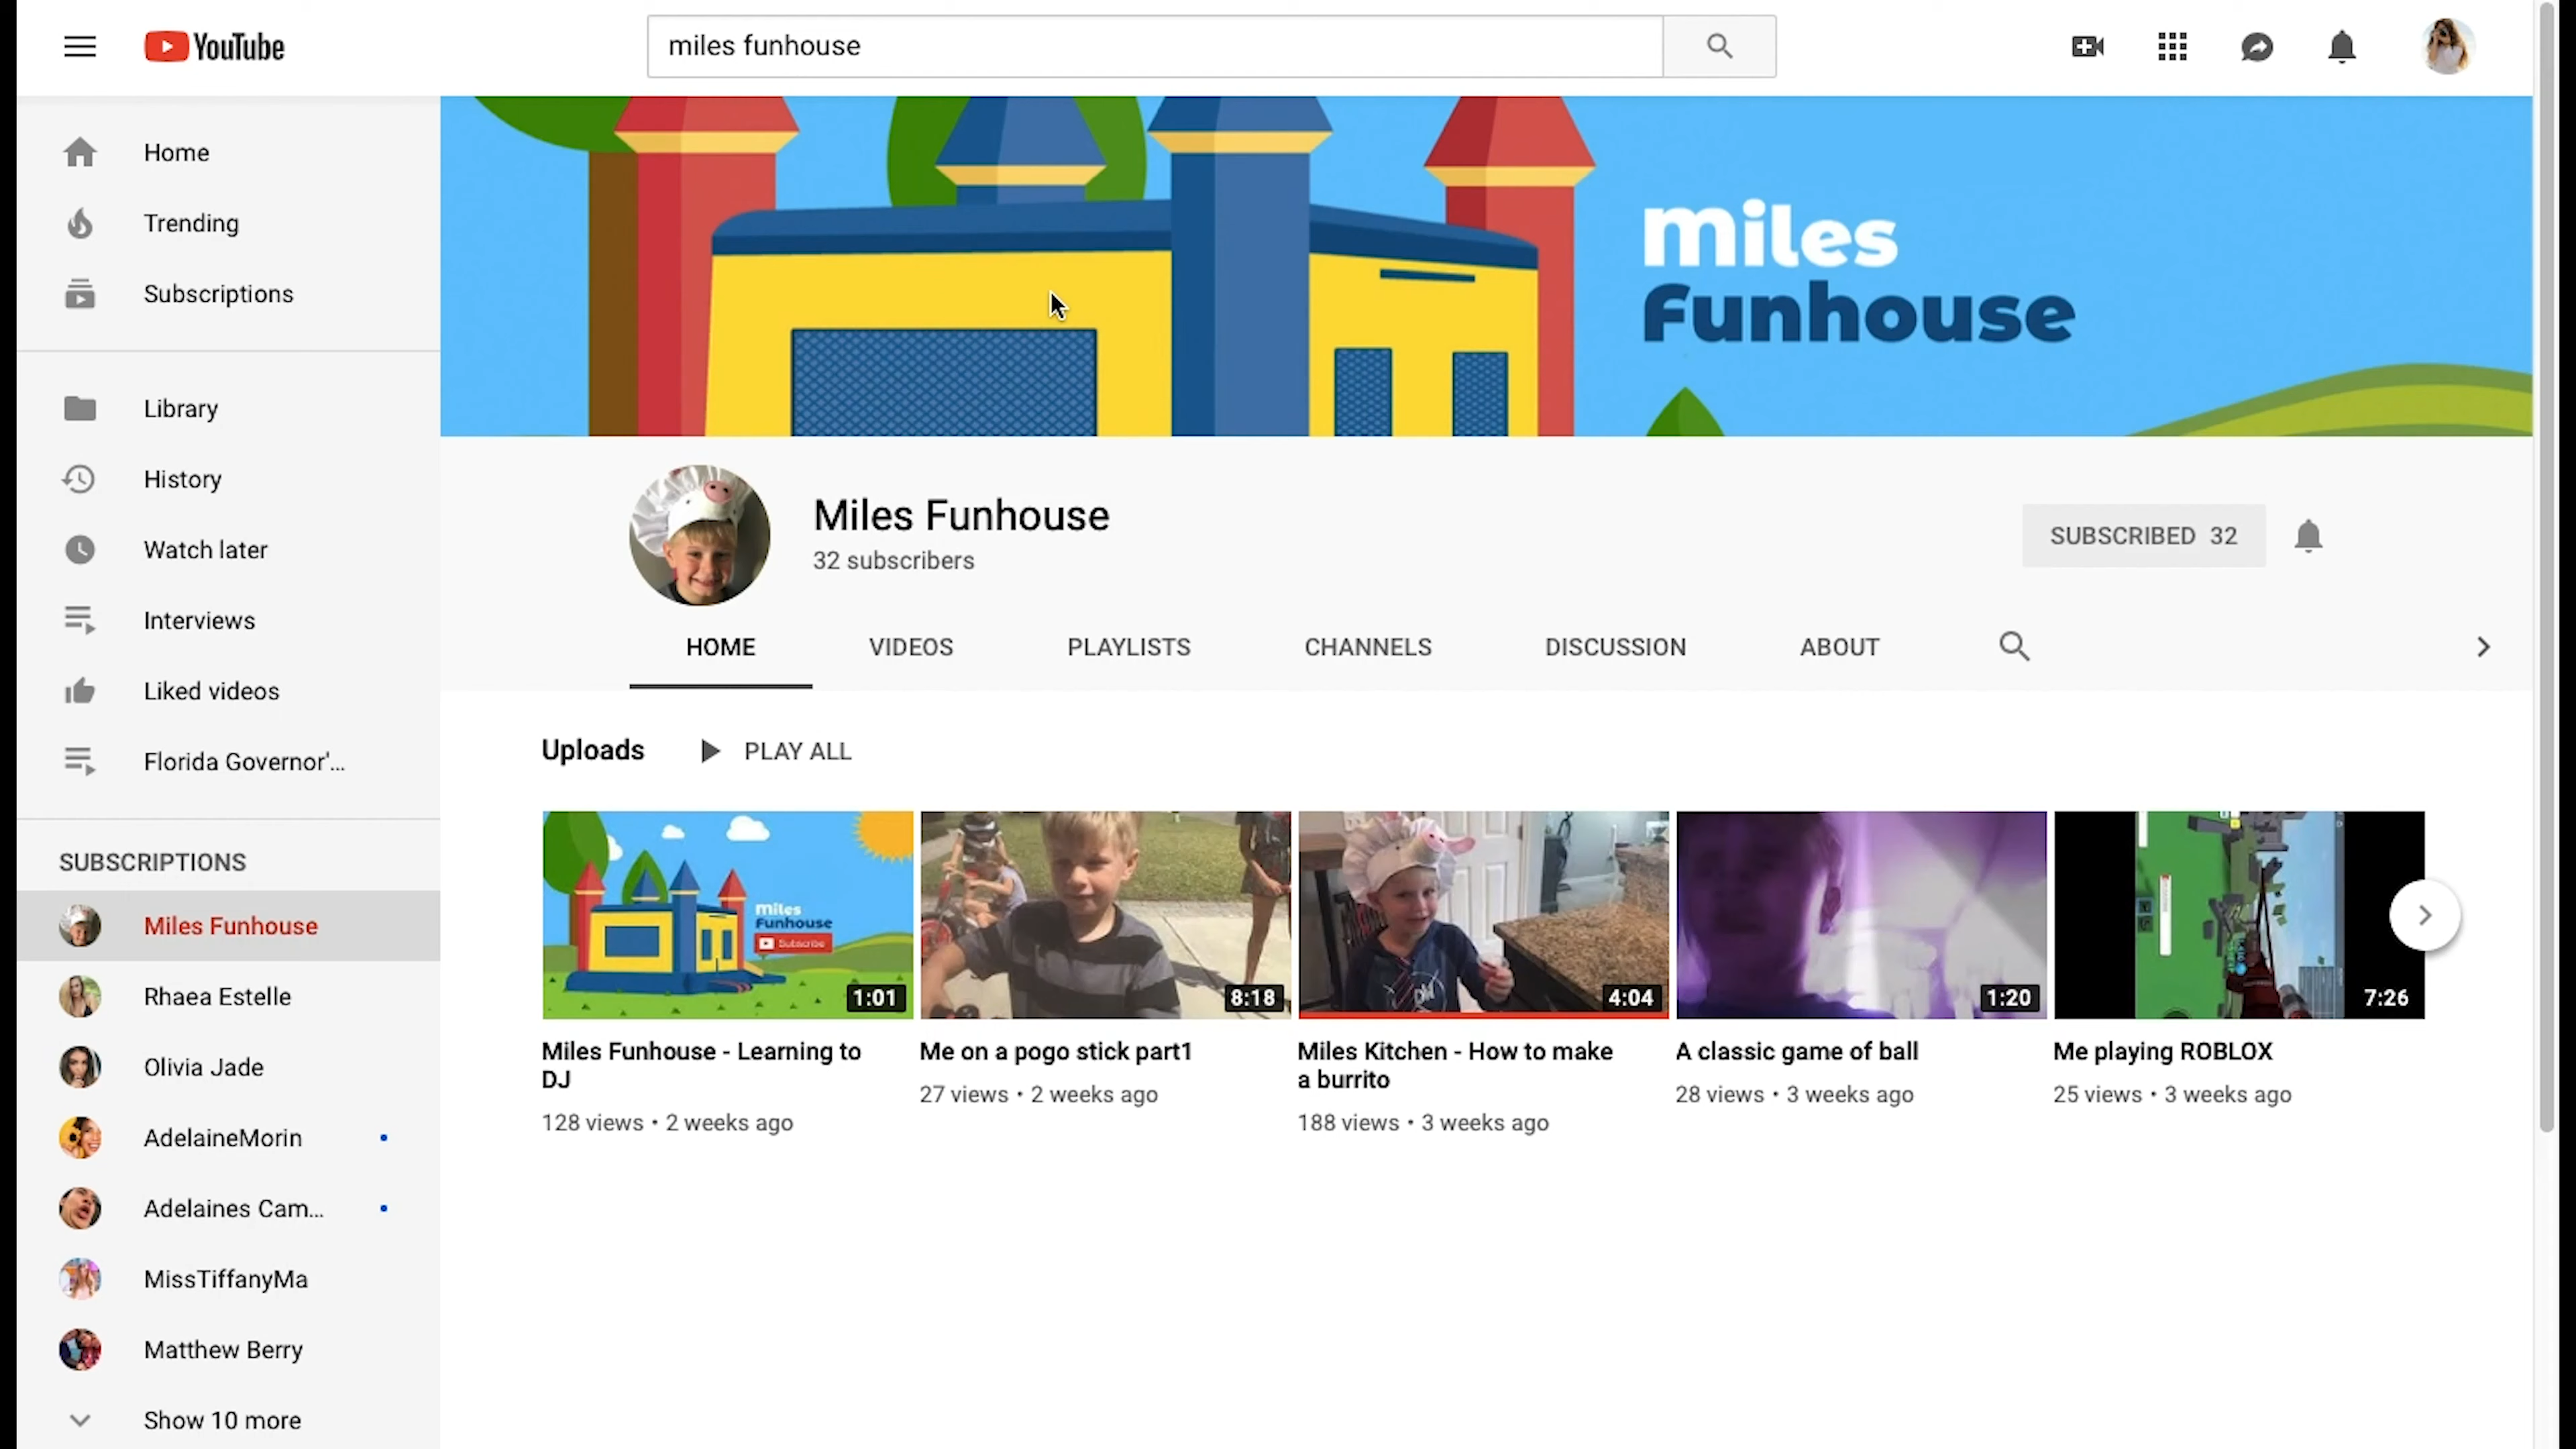 YouTube
miles funhouse
Home
Trending
Subscriptions
Library
History
Watch later
Interviews
Liked videos
Florida Governor'...
SUBSCRIPTIONS
Miles Funhouse
Rhaea Estelle
Olivia Jade
AdelaineMorin
Adelaines Cam...
MissTiffanyMa
Matthew Berry
Show 10 more
miles
Funhouse
Miles Funhouse
32 subscribers
SUBSCRIBED 32
HOME VIDEOS PLAYLISTS CHANNELS DISCUSSION ABOUT
Uploads PLAY ALL
miles
Funhouse
Subscribe
1:01
8:18
4:04
1:20
7:26
Miles Funhouse - Learning to
DJ
128 views • 2 weeks ago
Me on a pogo stick part1
27 views • 2 weeks ago
Miles Kitchen - How to make
a burrito
188 views • 3 weeks ago
A classic game of ball
28 views • 3 weeks ago
Me playing ROBLOX
25 views • 3 weeks ago